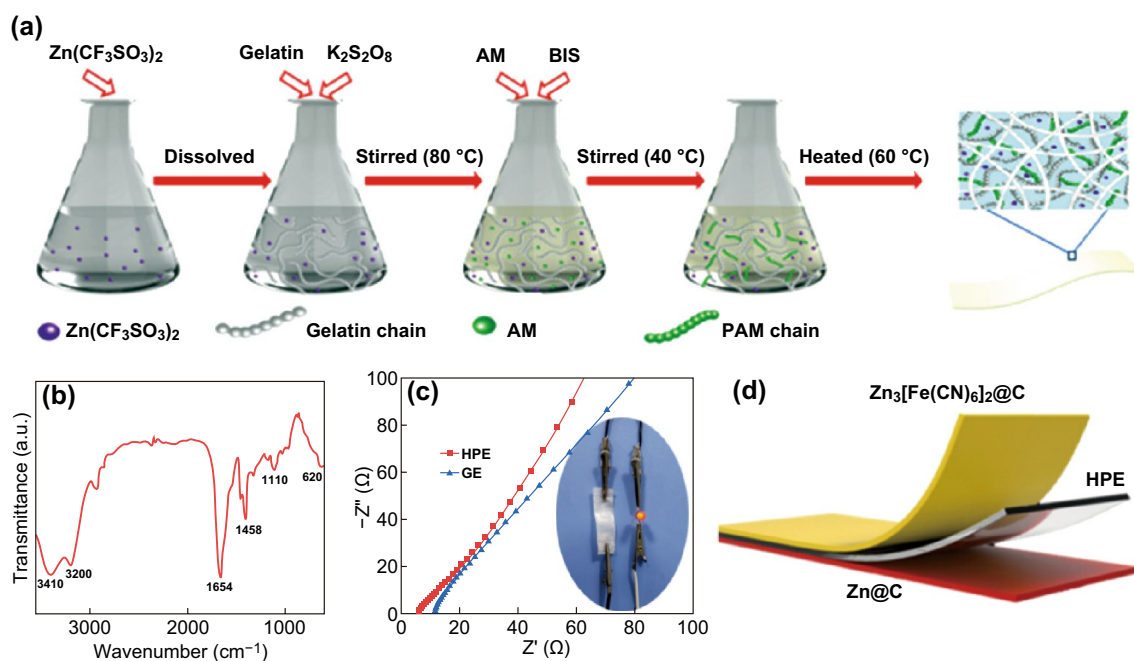 (a)
Zn(CF₃SO₃)₂
Gelatin K₂S₂O₈
AM BIS
Dissolved
Stirred (80 °C)
Stirred (40 °C)
Heated (60 °C)
Zn(CF₃SO₃)₂
Gelatin chain
AM
PAM chain
(b)
Transmittance (a.u.)
3410
3200
1654
1458
1110
620
3000 2000 1000
Wavenumber (cm⁻¹)
(c)
−Z″ (Ω)
100
80
60
40
20
0
HPE
GE
0 20 40 60 80 100
Z′ (Ω)
(d)
Zn₃[Fe(CN)₆]₂@C
HPE
Zn@C